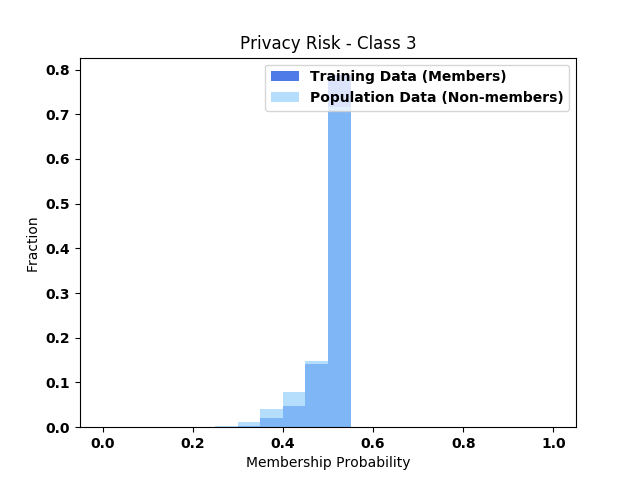 Privacy Risk - Class 3
Training Data (Members)
Population Data (Non-members)
0.8
0.7
0.6
0.5
0.4
0.3
0.2
0.1
0.0
Fraction
0.0 0.2 0.4 0.6 0.8 1.0
Membership Probability